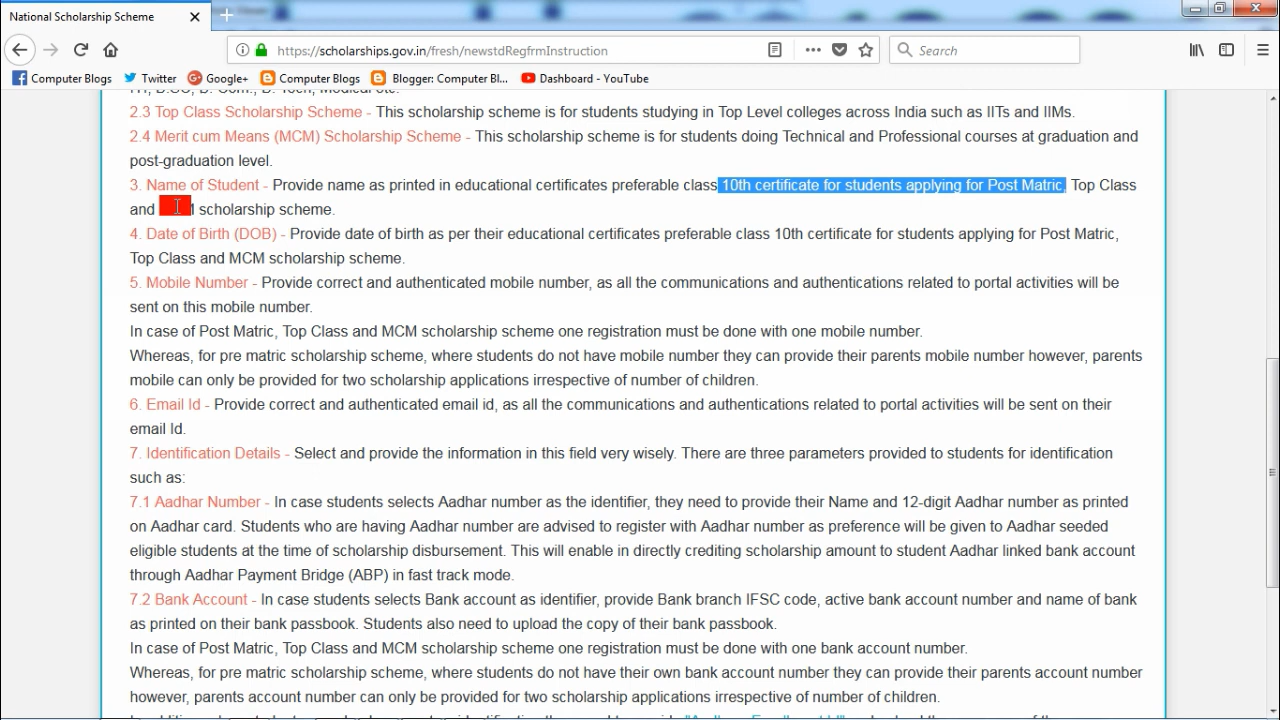 National Scholarship Scheme
https://scholarships.gov.in/fresh/newstdRegfrmInstruction
Search
Computer Blogs Twitter Google+ Computer Blogs Blogger: Computer Bl... Dashboard - YouTube
2.3 Top Class Scholarship Scheme - This scholarship scheme is for students studying in Top Level colleges across India such as IITs and IIMs.
2.4 Merit cum Means (MCM) Scholarship Scheme - This scholarship scheme is for students doing Technical and Professional courses at graduation and
post-graduation level.
3. Name of Student - Provide name as printed in educational certificates preferable class 10th certificate for students applying for Post Matric, Top Class
and scholarship scheme.
4. Date of Birth (DOB) - Provide date of birth as per their educational certificates preferable class 10th certificate for students applying for Post Matric,
Top Class and MCM scholarship scheme.
5. Mobile Number - Provide correct and authenticated mobile number, as all the communications and authentications related to portal activities will be
sent on this mobile number.
In case of Post Matric, Top Class and MCM scholarship scheme one registration must be done with one mobile number.
Whereas, for pre matric scholarship scheme, where students do not have mobile number they can provide their parents mobile number however, parents
mobile can only be provided for two scholarship applications irrespective of number of children.
6. Email Id - Provide correct and authenticated email id, as all the communications and authentications related to portal activities will be sent on their
email Id.
7. Identification Details - Select and provide the information in this field very wisely. There are three parameters provided to students for identification
such as:
7.1 Aadhar Number - In case students selects Aadhar number as the identifier, they need to provide their Name and 12-digit Aadhar number as printed
on Aadhar card. Students who are having Aadhar number are advised to register with Aadhar number as preference will be given to Aadhar seeded
eligible students at the time of scholarship disbursement. This will enable in directly crediting scholarship amount to student Aadhar linked bank account
through Aadhar Payment Bridge (ABP) in fast track mode.
7.2 Bank Account - In case students selects Bank account as identifier, provide Bank branch IFSC code, active bank account number and name of bank
as printed on their bank passbook. Students also need to upload the copy of their bank passbook.
In case of Post Matric, Top Class and MCM scholarship scheme one registration must be done with one bank account number.
Whereas, for pre matric scholarship scheme, where students do not have their own bank account number they can provide their parents account number
however, parents account number can only be provided for two scholarship applications irrespective of number of children.